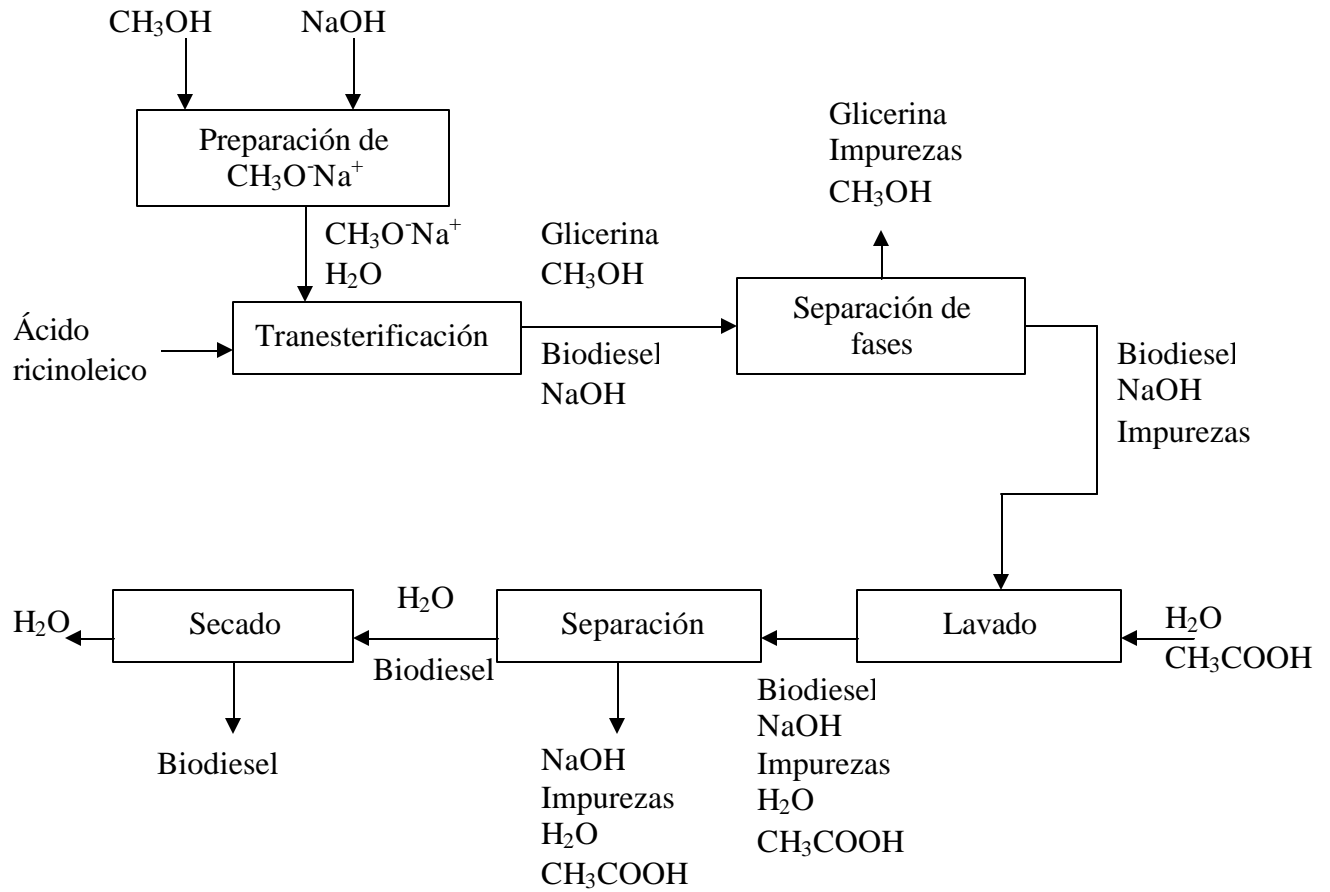 CH₃OH
NaOH
Preparación de
CH₃O⁻Na⁺
CH₃O⁻Na⁺
H₂O
Ácido
ricinoleico
Tranesterificación
Glicerina
CH₃OH
Biodiesel
NaOH
Separación de
fases
Glicerina
Impurezas
CH₃OH
Biodiesel
NaOH
Impurezas
Lavado
H₂O
CH₃COOH
Biodiesel
NaOH
Impurezas
H₂O
CH₃COOH
Separación
NaOH
Impurezas
H₂O
CH₃COOH
H₂O
Biodiesel
Secado
H₂O
Biodiesel